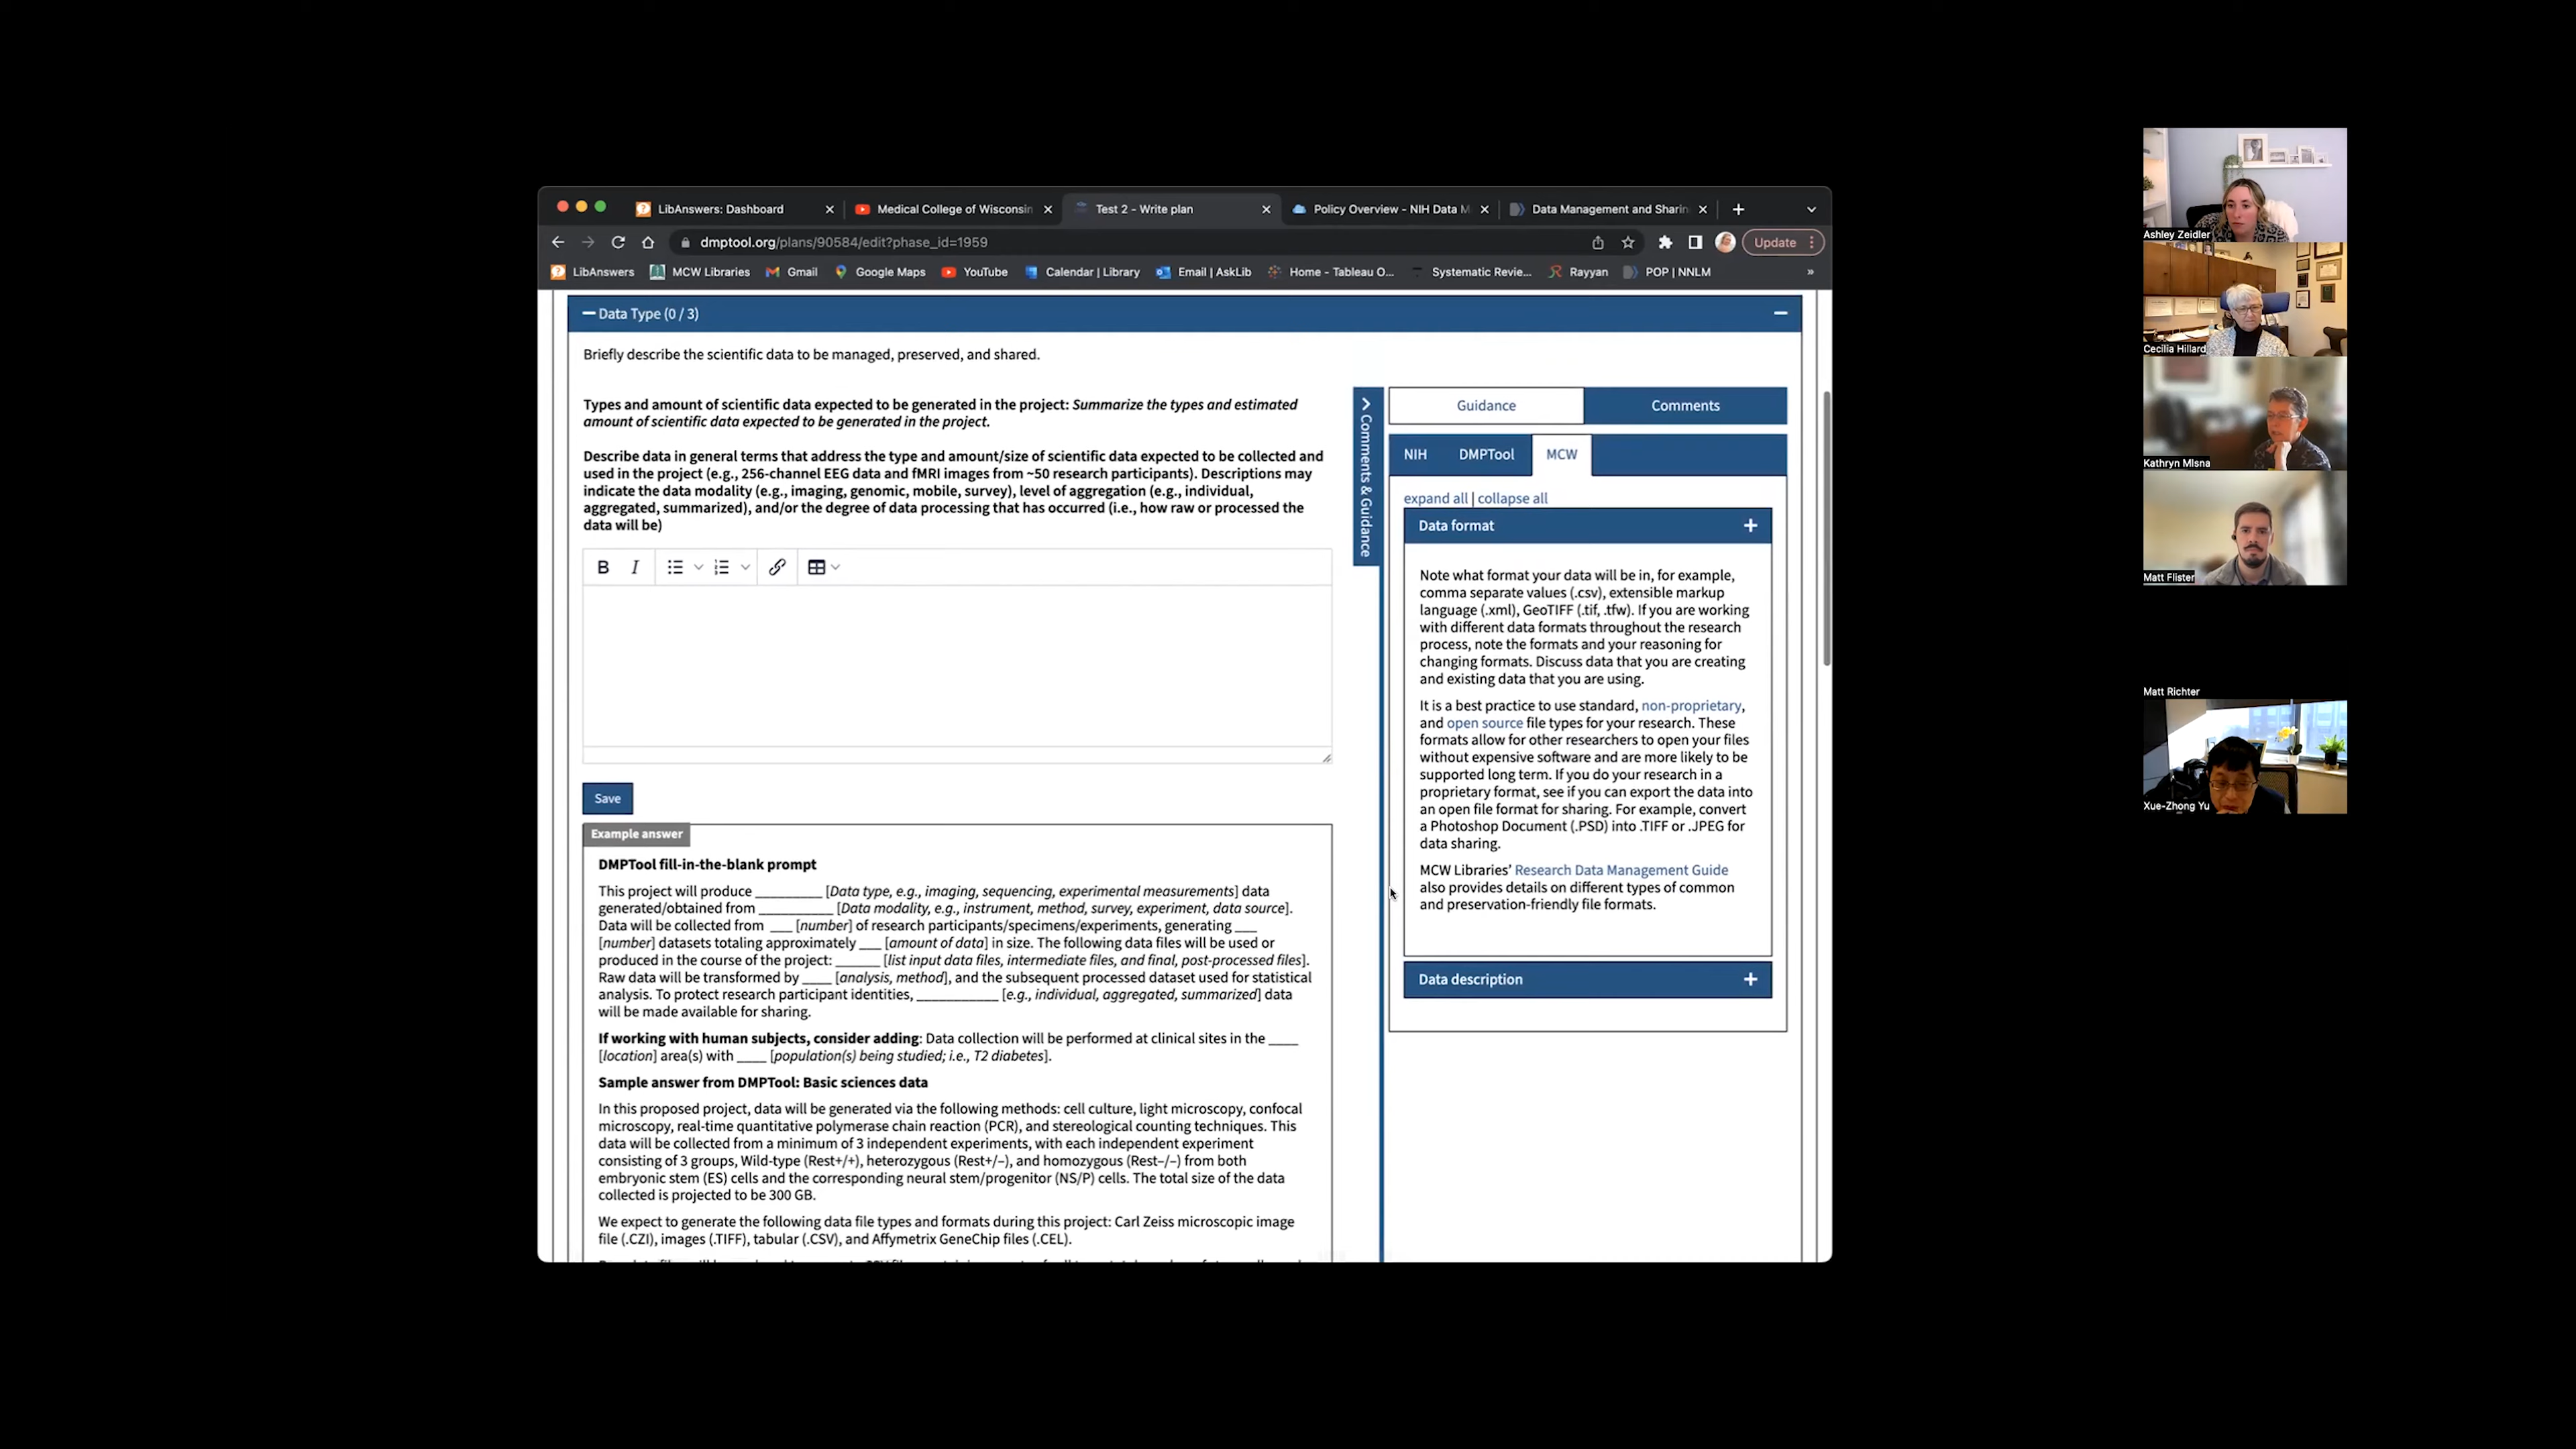 LibAnswers: Dashboard
Medical College of Wisconsin
Test 2 - Write plan
Policy Overview - NIH Data M
Data Management and Sharin
dmptool.org/plans/90584/edit?phase_id=1959
Update
LibAnswers
MCW Libraries
Gmail
Google Maps
YouTube
Calendar | Library
Email | AskLib
Home - Tableau O...
Systematic Revie...
Rayyan
POP | NNLM
»
Data Type (0 / 3)
Briefly describe the scientific data to be managed, preserved, and shared.
Types and amount of scientific data expected to be generated in the project: Summarize the types and estimated
amount of scientific data expected to be generated in the project.
Describe data in general terms that address the type and amount/size of scientific data expected to be collected and
used in the project (e.g., 256-channel EEG data and fMRI images from ~50 research participants). Descriptions may
indicate the data modality (e.g., imaging, genomic, mobile, survey), level of aggregation (e.g., individual,
aggregated, summarized), and/or the degree of data processing that has occurred (i.e., how raw or processed the
data will be)
B I
Save
Example answer
DMPTool fill-in-the-blank prompt
This project will produce _________ [Data type, e.g., imaging, sequencing, experimental measurements] data
generated/obtained from __________ [Data modality, e.g., instrument, method, survey, experiment, data source].
Data will be collected from ___ [number] of research participants/specimens/experiments, generating ___
[number] datasets totaling approximately ___ [amount of data] in size. The following data files will be used or
produced in the course of the project: ______ [list input data files, intermediate files, and final, post-processed files].
Raw data will be transformed by ____ [analysis, method], and the subsequent processed dataset used for statistical
analysis. To protect research participant identities, ___________ [e.g., individual, aggregated, summarized] data
will be made available for sharing.
If working with human subjects, consider adding: Data collection will be performed at clinical sites in the ____
[location] area(s) with ____ [population(s) being studied; i.e., T2 diabetes].
Sample answer from DMPTool: Basic sciences data
In this proposed project, data will be generated via the following methods: cell culture, light microscopy, confocal
microscopy, real-time quantitative polymerase chain reaction (PCR), and stereological counting techniques. This
data will be collected from a minimum of 3 independent experiments, with each independent experiment
consisting of 3 groups, Wild-type (Rest+/+), heterozygous (Rest+/–), and homozygous (Rest–/–) from both
embryonic stem (ES) cells and the corresponding neural stem/progenitor (NS/P) cells. The total size of the data
collected is projected to be 300 GB.
We expect to generate the following data file types and formats during this project: Carl Zeiss microscopic image
file (.CZI), images (.TIFF), tabular (.CSV), and Affymetrix GeneChip files (.CEL).
Comments & Guidance
Guidance
Comments
NIH
DMPTool
MCW
expand all | collapse all
Data format
Note what format your data will be in, for example,
comma separate values (.csv), extensible markup
language (.xml), GeoTIFF (.tif, .tfw). If you are working
with different data formats throughout the research
process, note the formats and your reasoning for
changing formats. Discuss data that you are creating
and existing data that you are using.
It is a best practice to use standard, non-proprietary,
and open source file types for your research. These
formats allow for other researchers to open your files
without expensive software and are more likely to be
supported long term. If you do your research in a
proprietary format, see if you can export the data into
an open file format for sharing. For example, convert
a Photoshop Document (.PSD) into .TIFF or .JPEG for
data sharing.
MCW Libraries' Research Data Management Guide
also provides details on different types of common
and preservation-friendly file formats.
Data description
Ashley Zeidler
Cecilia Hillard
Kathryn Misna
Matt Flister
Matt Richter
Xue-Zhong Yu